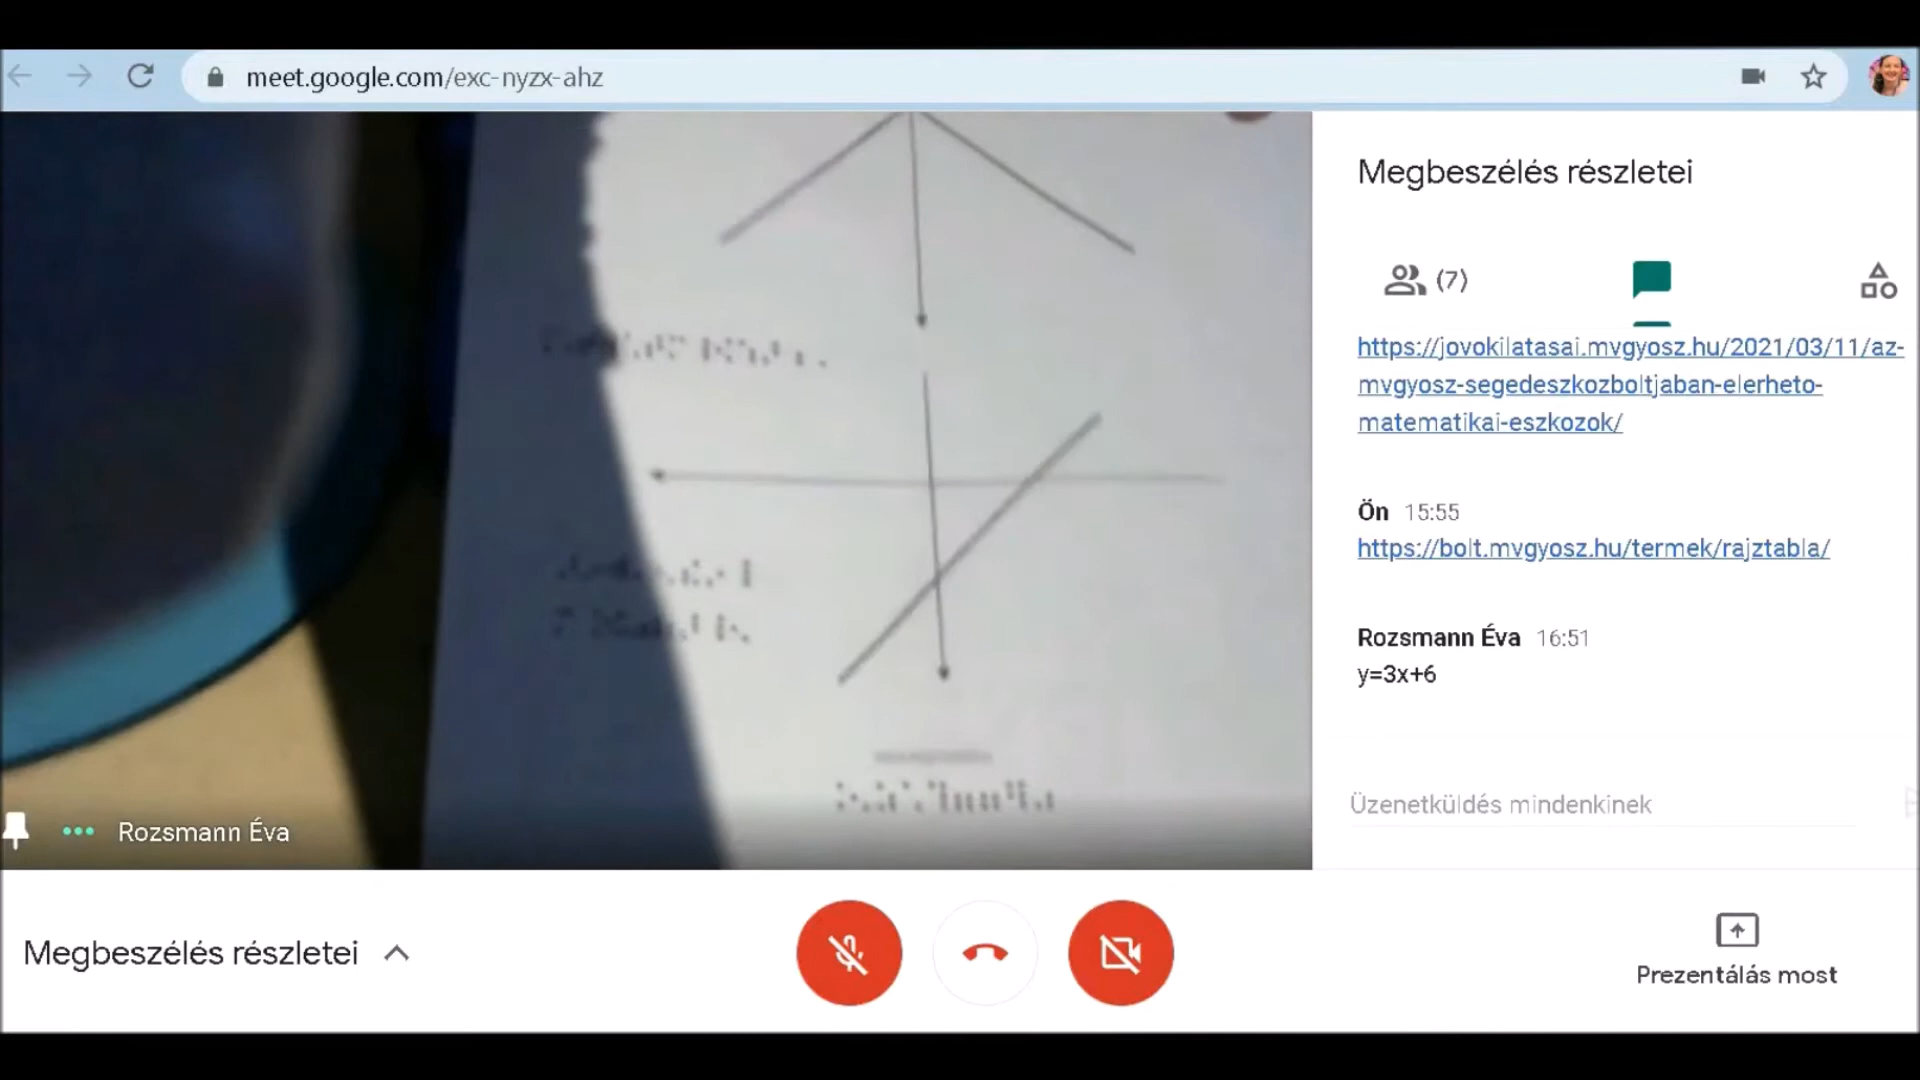 meet.google.com/exc-nyzx-ahz
Megbeszélés részletei
(7)
https://jovokilatasai.mvgyosz.hu/2021/03/11/az-
mvgyosz-segedeszkozboltjaban-elerheto-
matematikai-eszkozok/
Ön 15:55
https://bolt.mvgyosz.hu/termek/rajztabla/
Rozsmann Éva 16:51
y=3x+6
Üzenetküldés mindenkinek
Rozsmann Éva
Megbeszélés részletei
Prezentálás most